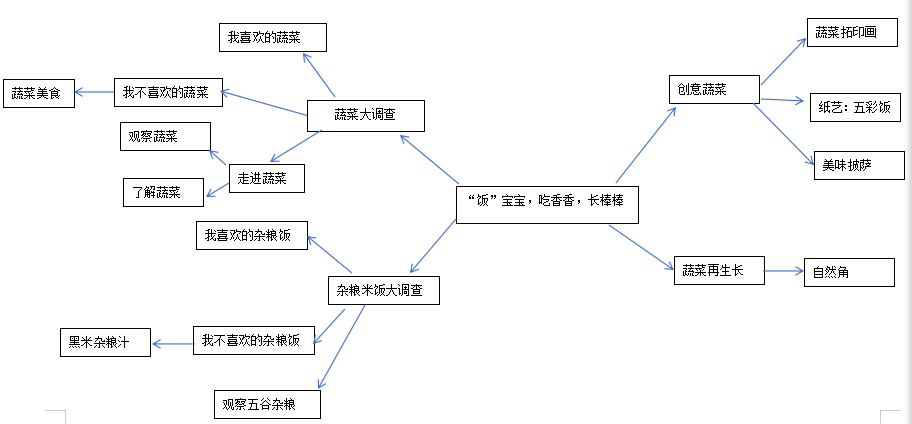 我喜欢的蔬菜
蔬菜拓印画
蔬菜美食
我不喜欢的蔬菜
创意蔬菜
蔬菜大调查
纸艺：五彩饭
观察蔬菜
美味披萨
走进蔬菜
了解蔬菜
“饭”宝宝，吃香香，长棒棒
我喜欢的杂粮饭
蔬菜再生长
自然角
杂粮米饭大调查
黑米杂粮汁
我不喜欢的杂粮饭
观察五谷杂粮